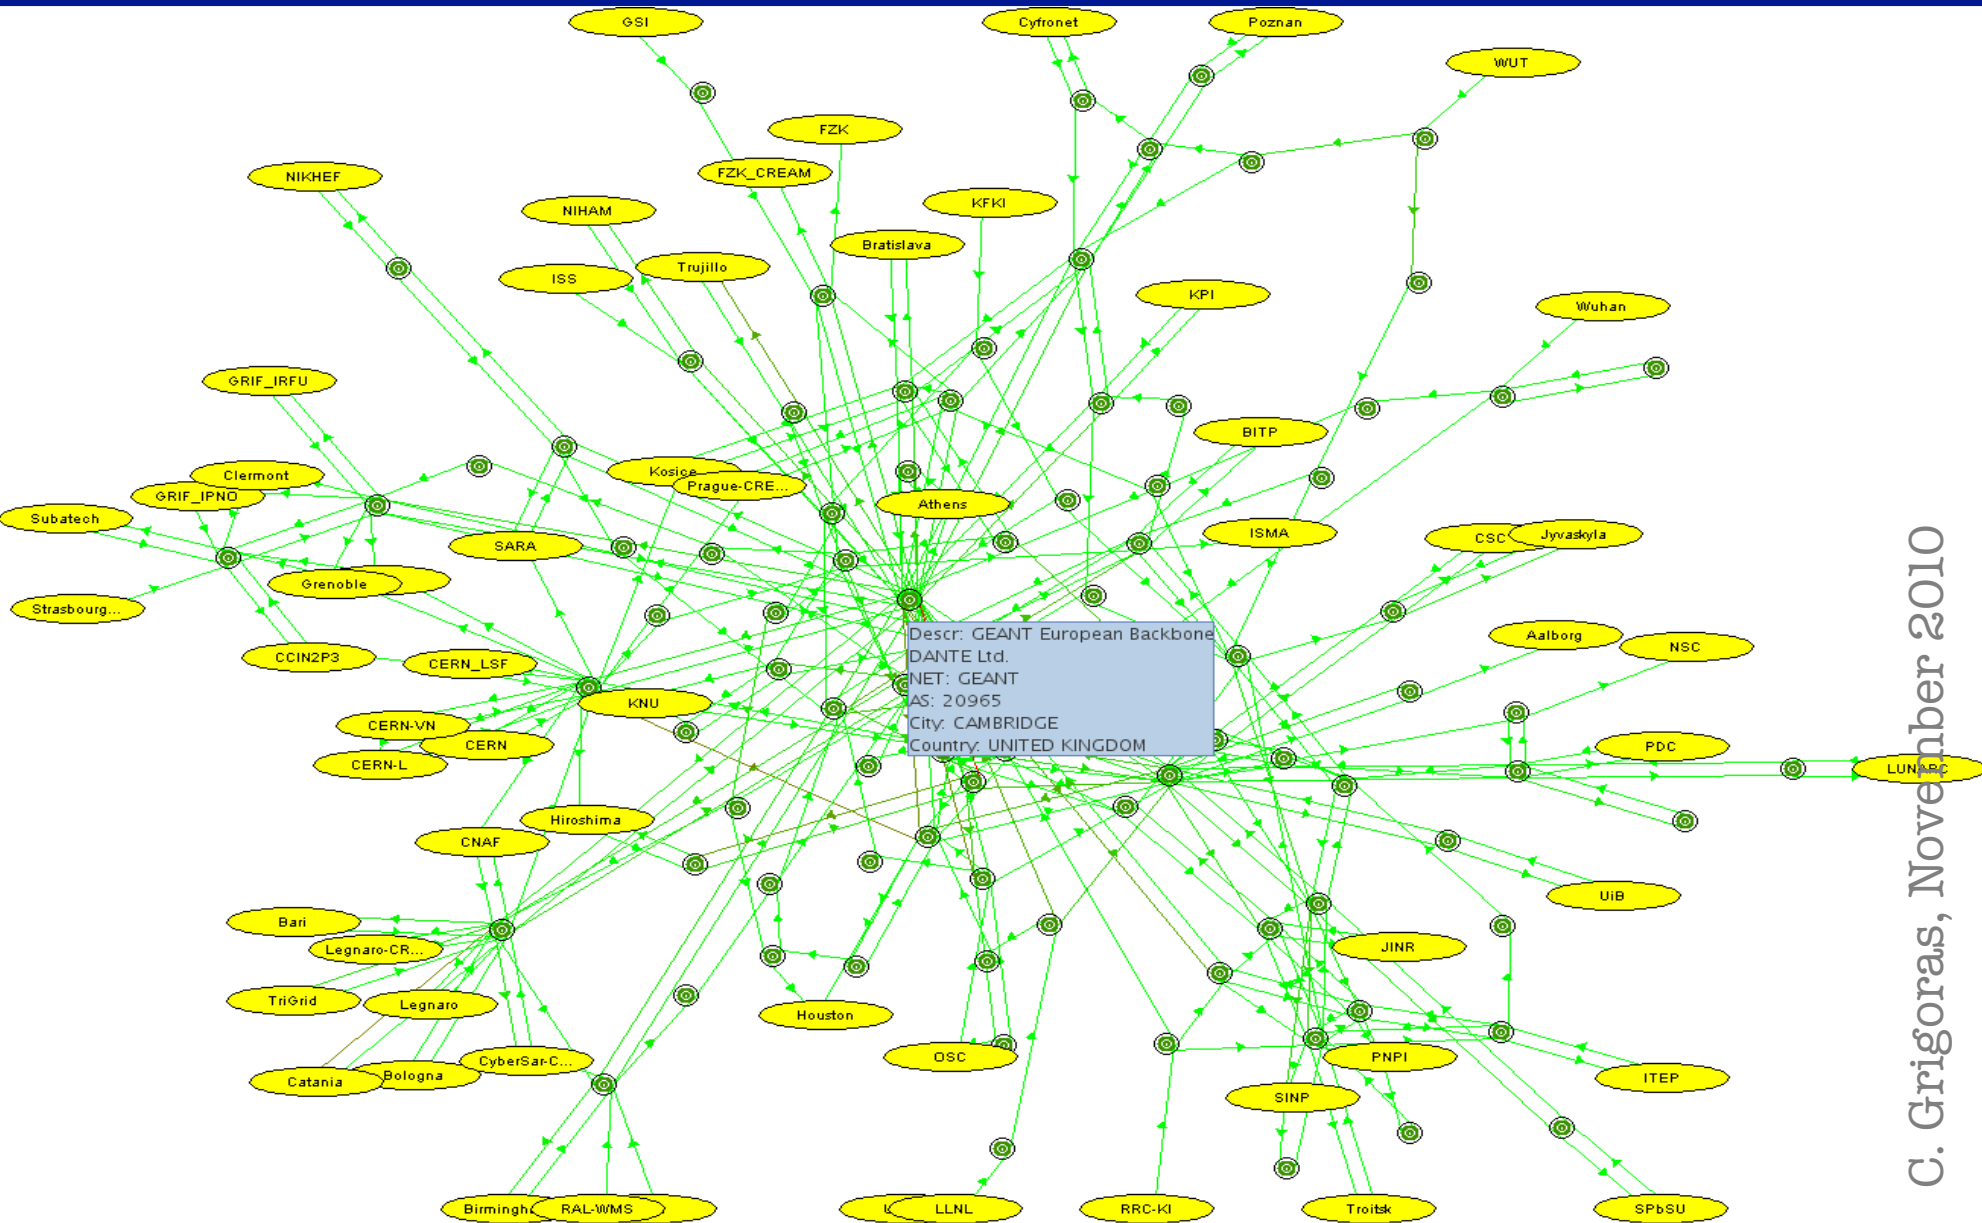 GSI
Cyfronet
Poznan
WUT
FZK
FZK_CREAM
NIKHEF
NIHAM
KFKI
Bratislava
Trujillo
ISS
KPI
Wuhan
GRIF_IRFU
BITP
Clermont
Kosice
Prague-CRE...
GRIF_IPNO
Athens
Subatech
SARA
ISMA
CSC
Jyvaskyla
Grenoble
Strasbourg...
Aalborg
NSC
CCIN2P3
CERN_LSF
Descr: GEANT European Backbone
DANTE Ltd.
NET: GEANT
AS: 20965
City: CAMBRIDGE
Country: UNITED KINGDOM
KNU
CERN-VN
CERN
CERN-L
PDC
LUNARC
Hiroshima
CNAF
UiB
Bari
Legnaro-CR...
JINR
TriGrid
Legnaro
Houston
OSC
PNPI
CyberSar-C...
Catania
Bologna
ITEP
SINP
RAL-WMS
LLNL
RRC-KI
Troitsk
SPbSU
C. Grigoras, November 2010